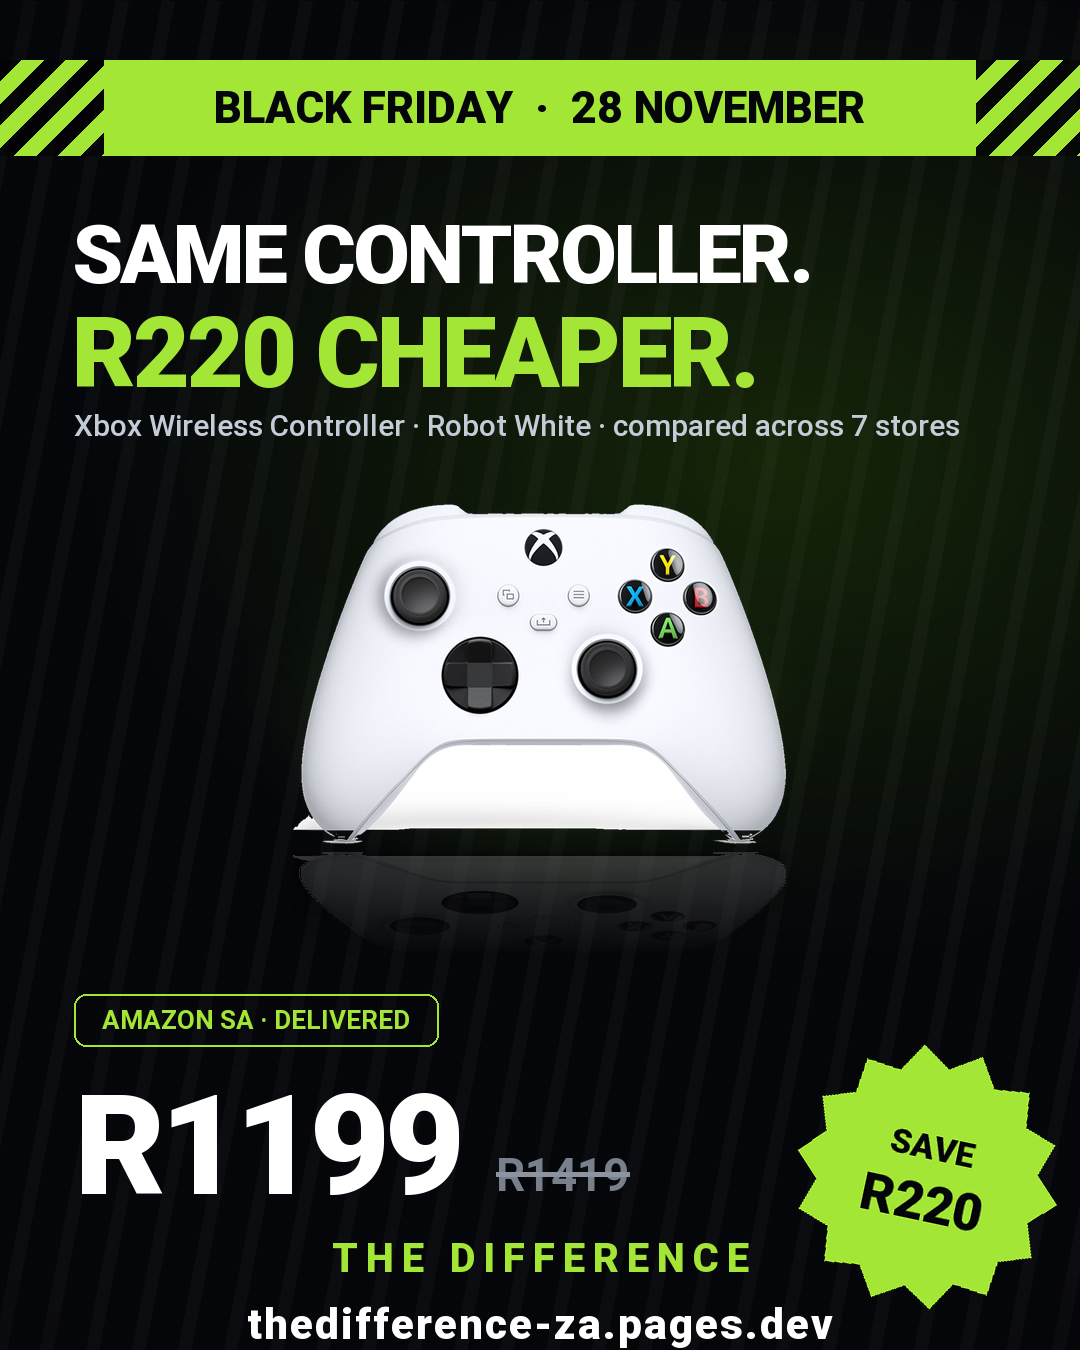 BLACK FRIDAY · 28 NOVEMBER
SAME CONTROLLER.
R220 CHEAPER.
Xbox Wireless Controller · Robot White · compared across 7 stores
Y
X B
A
AMAZON SA · DELIVERED
R1199 R1419
SAVE
R220
THE DIFFERENCE
thedifference-za.pages.dev